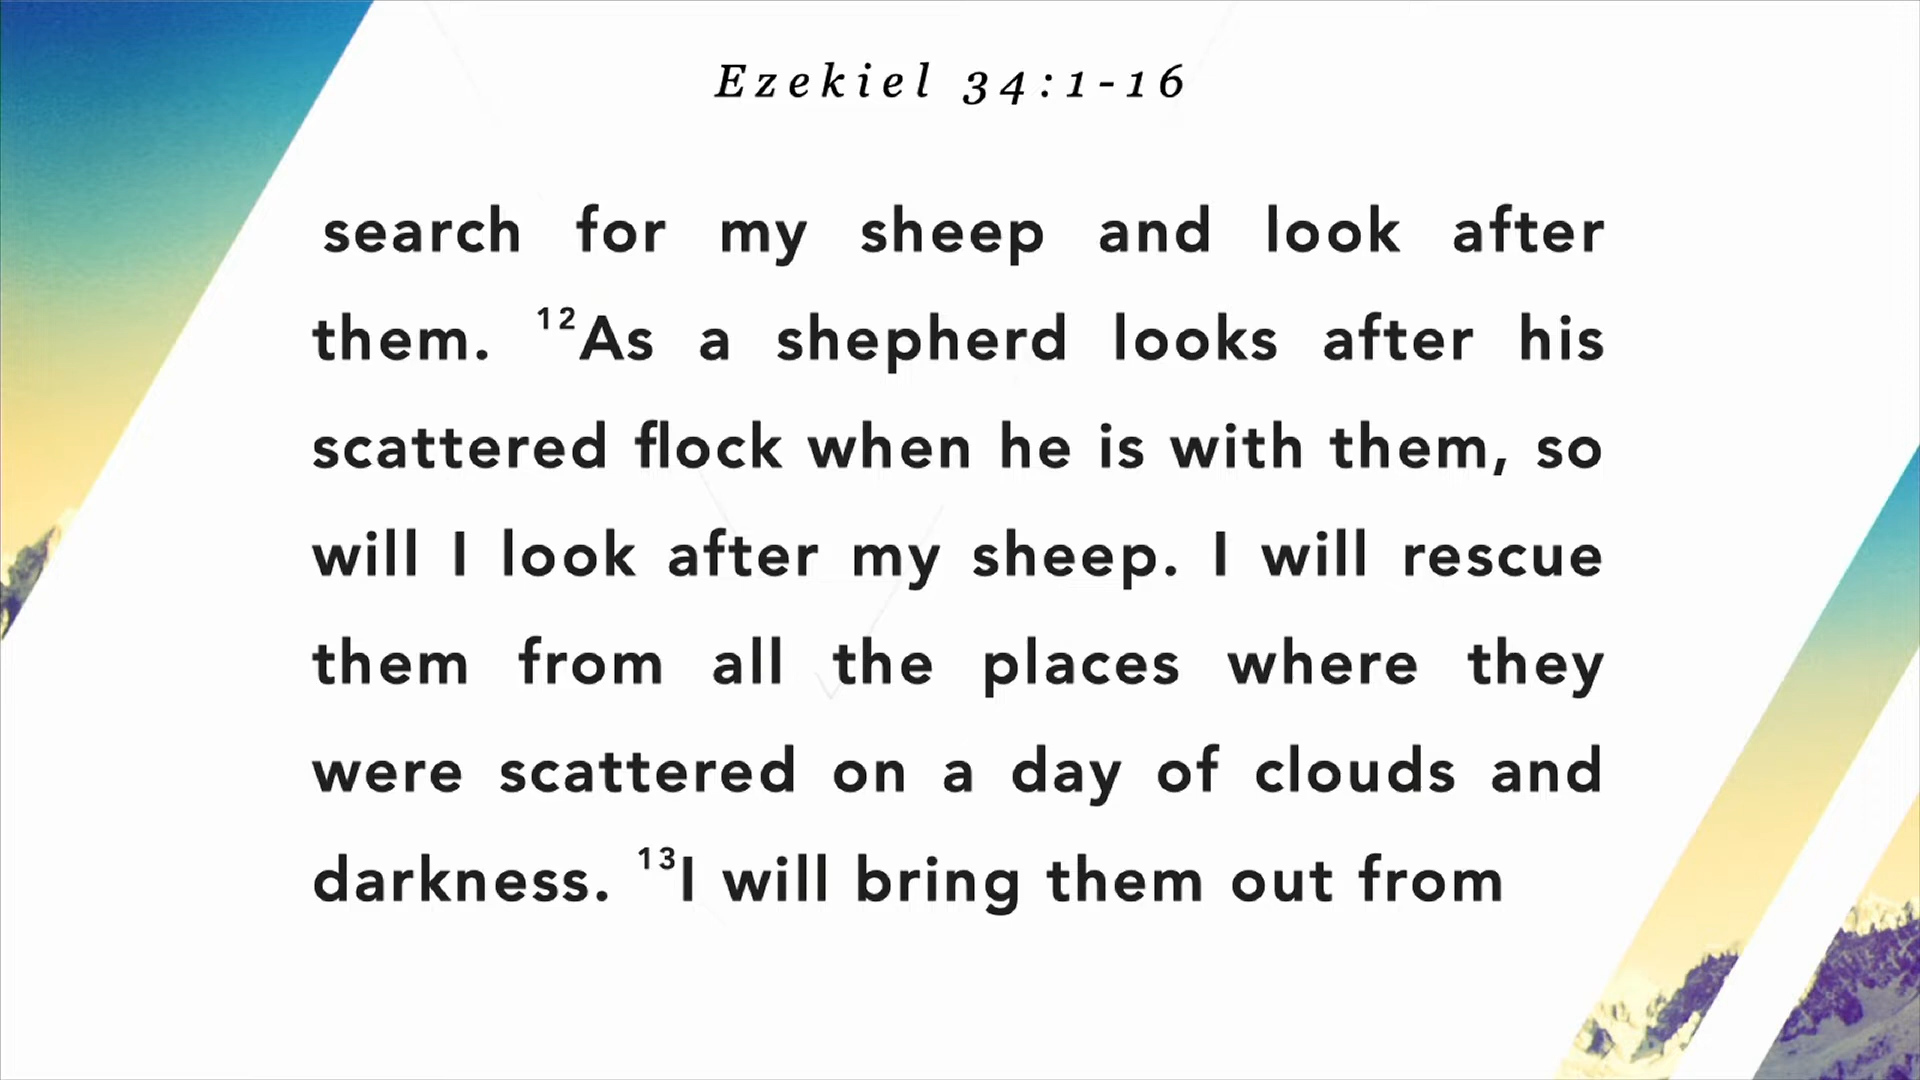 Ezekiel 34:1-16
search for my sheep and look after
them. ¹²As a shepherd looks after his
scattered flock when he is with them, so
will I look after my sheep. I will rescue
them from all the places where they
were scattered on a day of clouds and
darkness. ¹³I will bring them out from